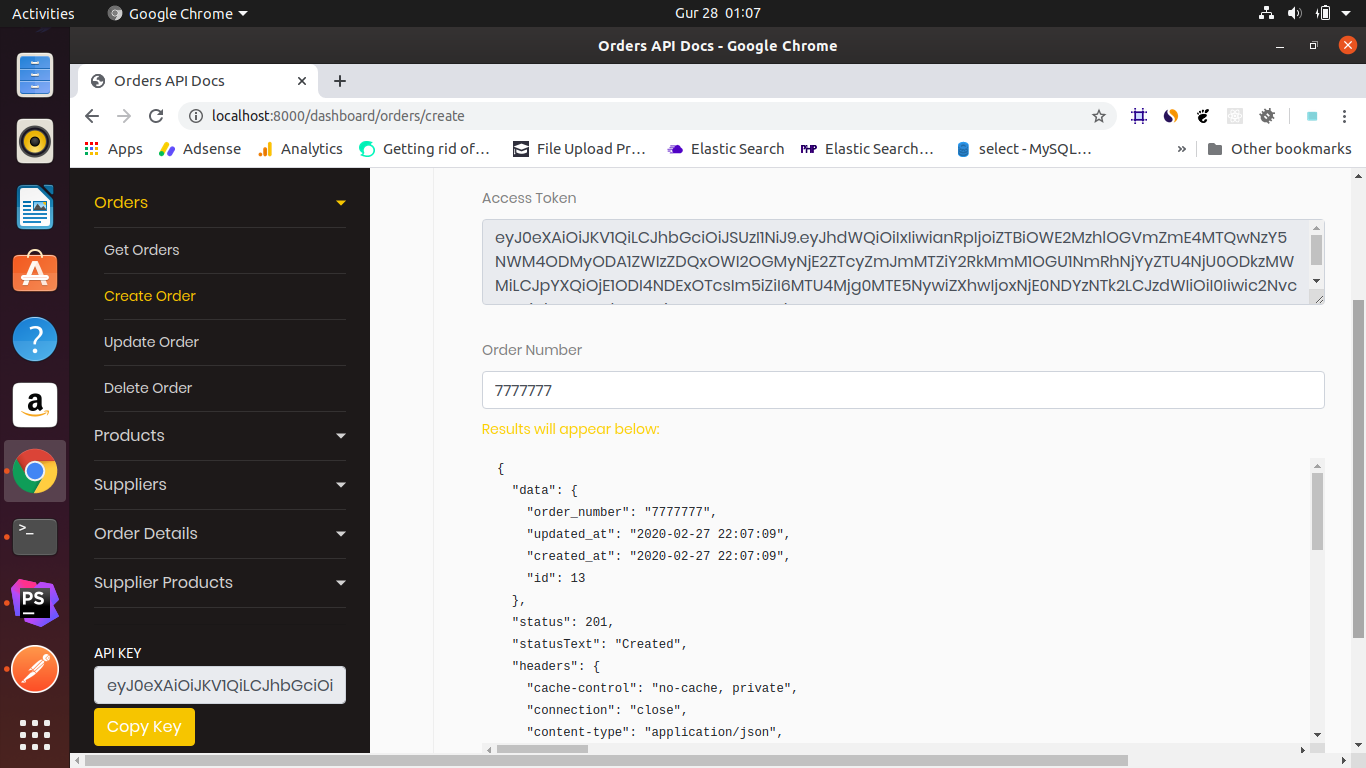 Activities
Google Chrome
Gur 28 01:07
Orders API Docs - Google Chrome
Orders API Docs
localhost:8000/dashboard/orders/create
Apps
Adsense
Analytics
Getting rid of…
File Upload Pr…
Elastic Search
PHP
Elastic Search…
select - MySQL…
»
Other bookmarks
Orders
Get Orders
Create Order
Update Order
Delete Order
Products
Suppliers
Order Details
Supplier Products
API KEY
eyJ0eXAiOiJKV1QiLCJhbGciOi
Copy Key
Access Token
eyJ0eXAiOiJKV1QiLCJhbGciOiJSUzI1NiJ9.eyJhdWQiOiIxIiwianRpIjoiZTBiOWE2MzhlOGVmZmE4MTQwNzY5
NWM4ODMyODA1ZWIzZDQxOWI2OGMyNjE2ZTcyZmJmMTZiY2RkMmM1OGU1NmRhNjYyZTU4NjU0ODkzMW
MiLCJpYXQiOjE1ODI4NDExOTcsIm5iZiI6MTU4Mjg0MTE5NywiZXhwIjoxNjE0NDYzNTk2LCJzdWIiOiI0Iiwic2Nvc
Order Number
7777777
Results will appear below:
{
"data": {
"order_number": "7777777",
"updated_at": "2020-02-27 22:07:09",
"created_at": "2020-02-27 22:07:09",
"id": 13
},
"status": 201,
"statusText": "Created",
"headers": {
"cache-control": "no-cache, private",
"connection": "close",
"content-type": "application/json",
PS